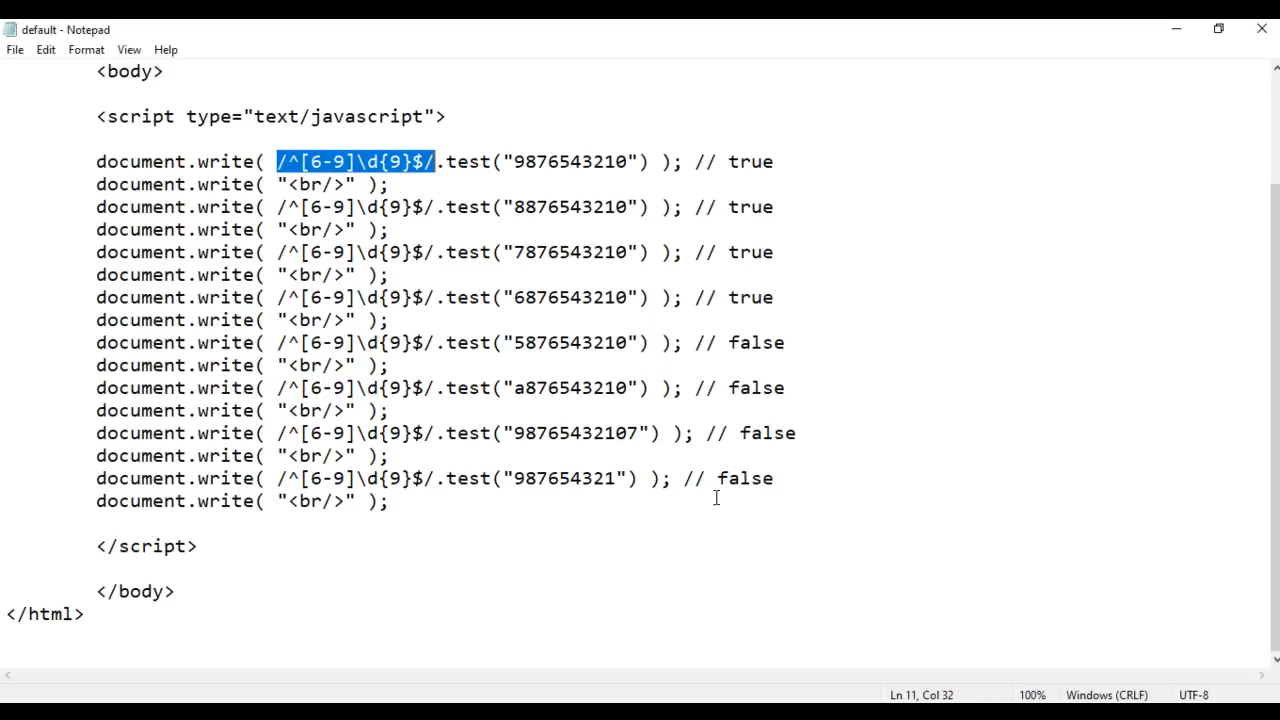 default - Notepad
File Edit Format View Help
<body>
<script type="text/javascript">
document.write( /^[6-9]\d{9}$/.test("9876543210") ); // true
document.write( "<br/>" );
document.write( /^[6-9]\d{9}$/.test("8876543210") ); // true
document.write( "<br/>" );
document.write( /^[6-9]\d{9}$/.test("7876543210") ); // true
document.write( "<br/>" );
document.write( /^[6-9]\d{9}$/.test("6876543210") ); // true
document.write( "<br/>" );
document.write( /^[6-9]\d{9}$/.test("5876543210") ); // false
document.write( "<br/>" );
document.write( /^[6-9]\d{9}$/.test("a876543210") ); // false
document.write( "<br/>" );
document.write( /^[6-9]\d{9}$/.test("98765432107") ); // false
document.write( "<br/>" );
document.write( /^[6-9]\d{9}$/.test("987654321") ); // false
document.write( "<br/>" );
</script>
</body>
</html>
Ln 11, Col 32 100% Windows (CRLF) UTF-8